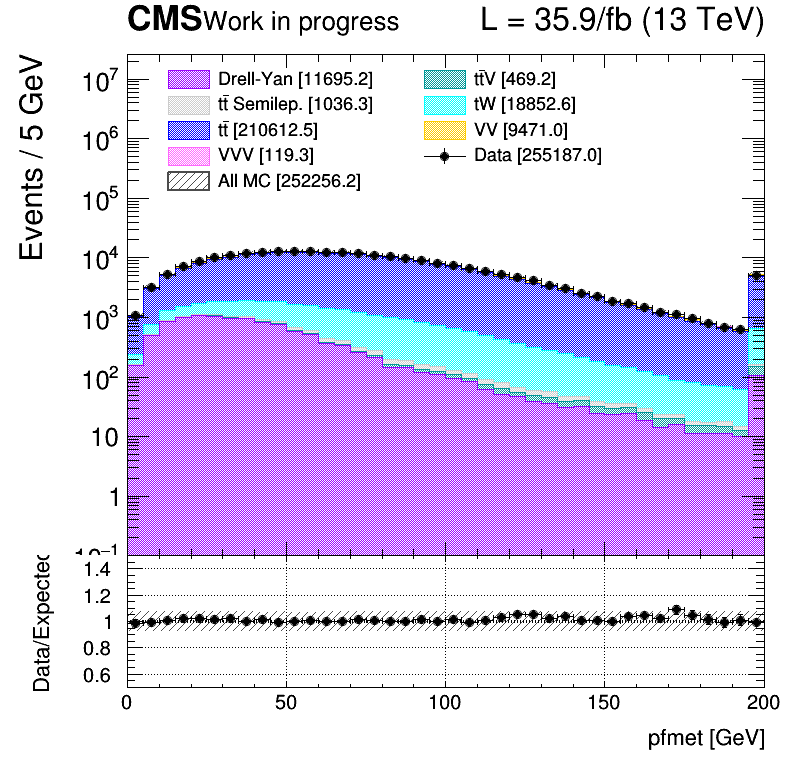 CMS Work in progress L = 35.9/fb (13 TeV)
Events / 5 GeV
Drell-Yan [11695.2] tt̄V [469.2]
tt̄ Semilep. [1036.3] tW [18852.6]
tt̄ [210612.5] VV [9471.0]
VVV [119.3] Data [255187.0]
All MC [252256.2]
10⁷
10⁶
10⁵
10⁴
10³
10²
10
1
10⁻¹
Data/Expected
1.4
1.2
1
0.8
0.6
0 50 100 150 200
pfmet [GeV]